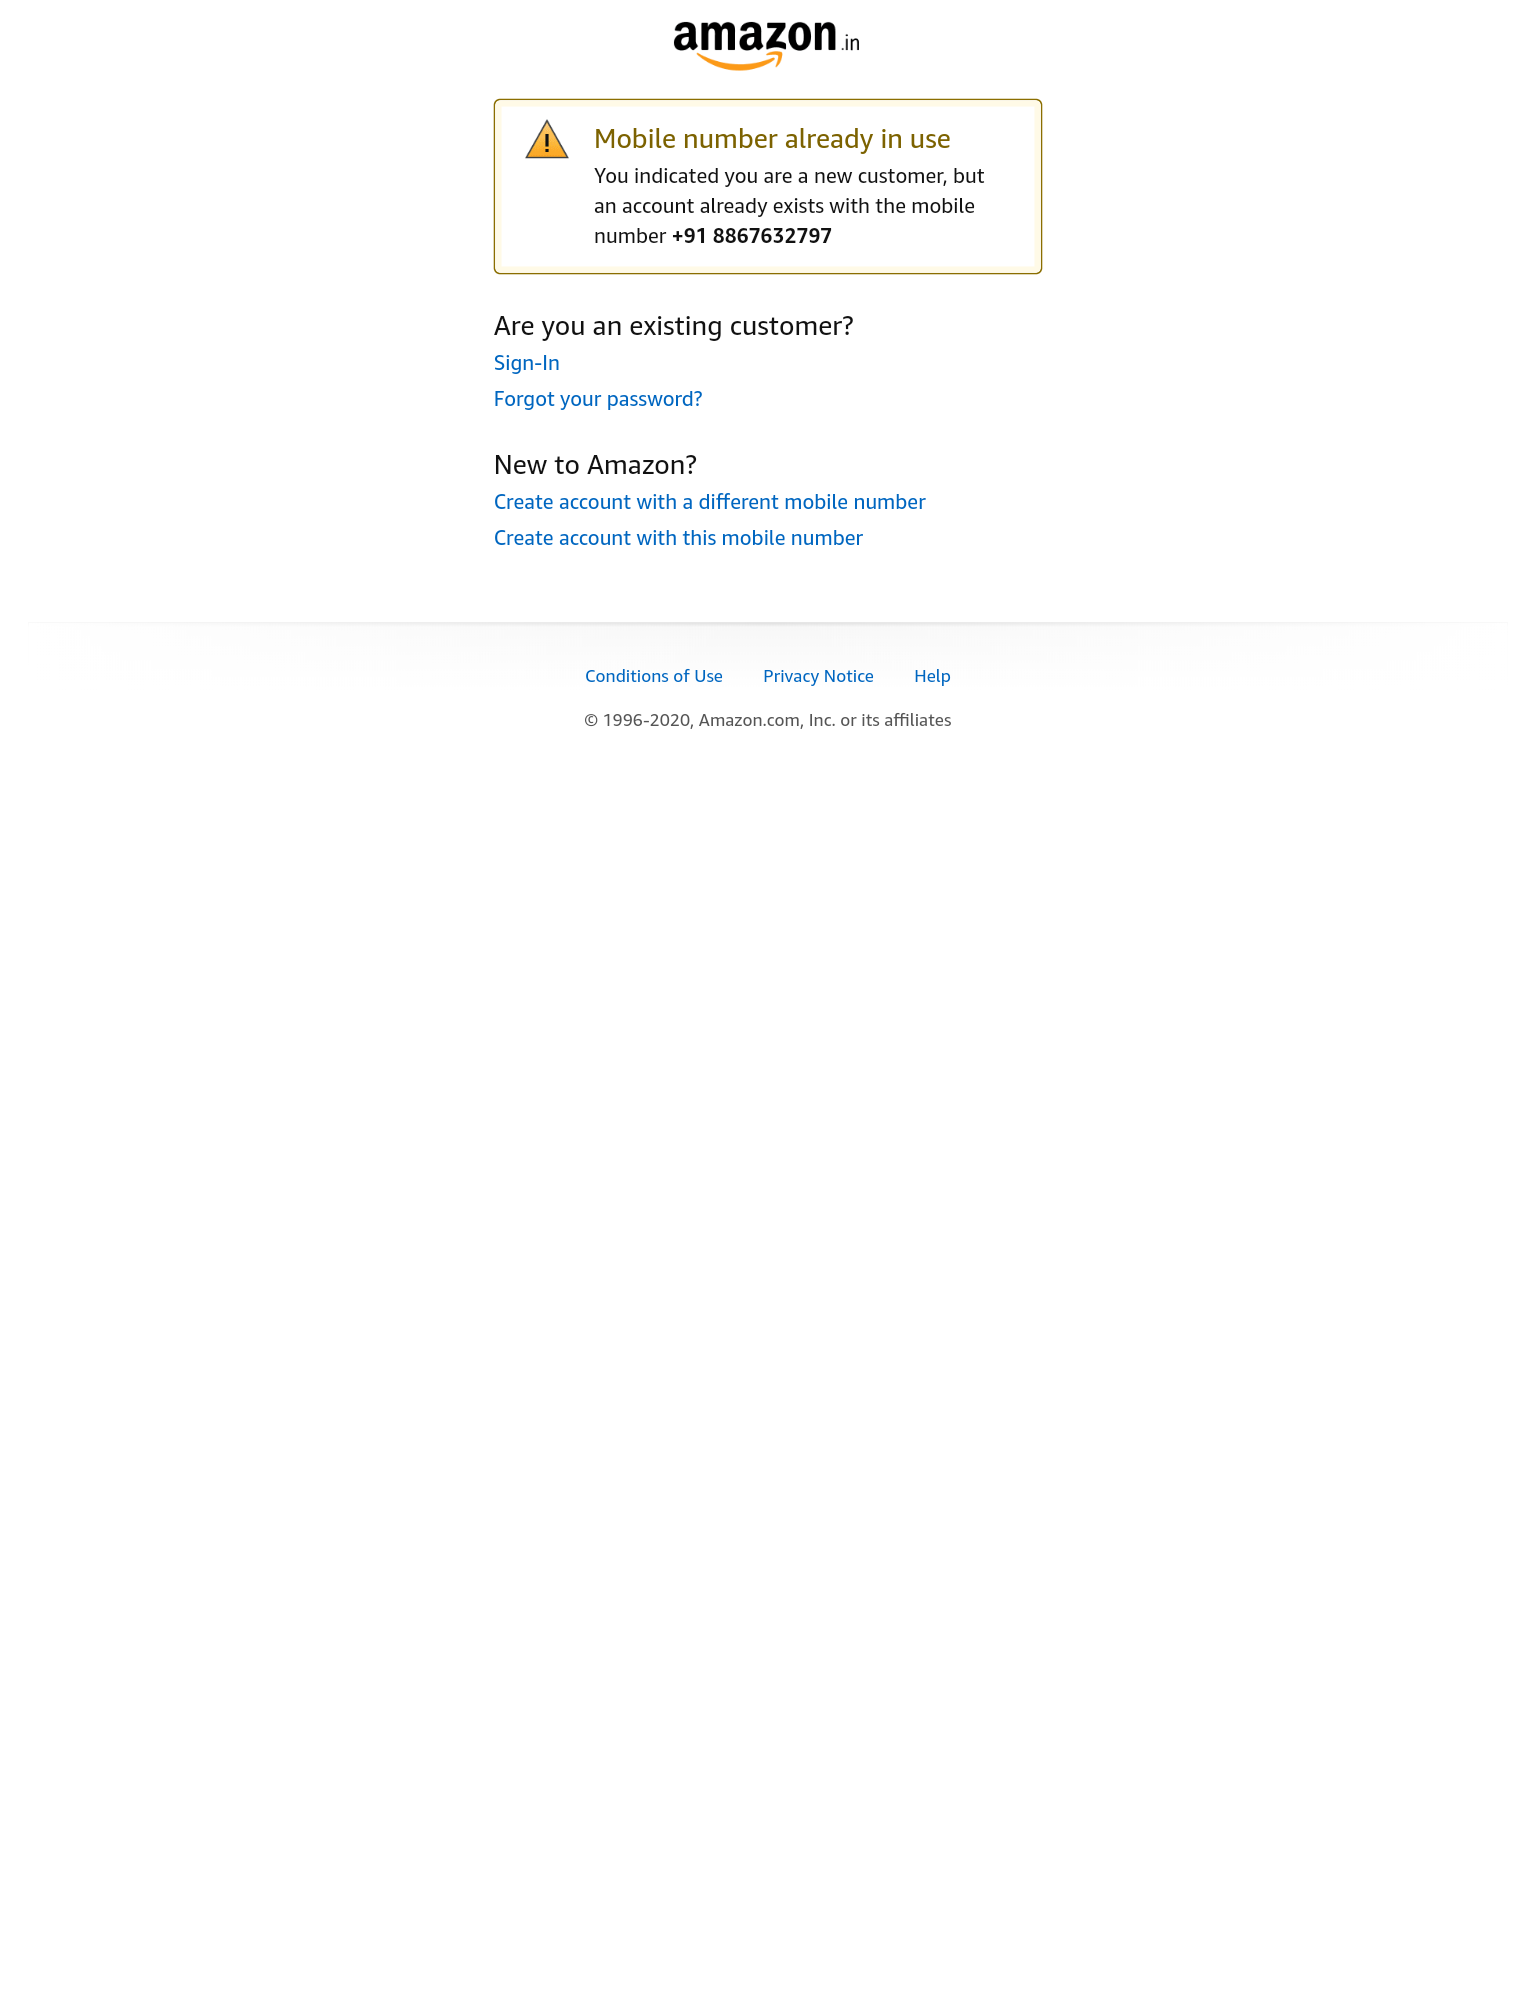 amazon.in
Mobile number already in use
You indicated you are a new customer, but
an account already exists with the mobile
number +91 8867632797
Are you an existing customer?
Sign-In
Forgot your password?
New to Amazon?
Create account with a different mobile number
Create account with this mobile number
Conditions of Use Privacy Notice Help
© 1996-2020, Amazon.com, Inc. or its affiliates